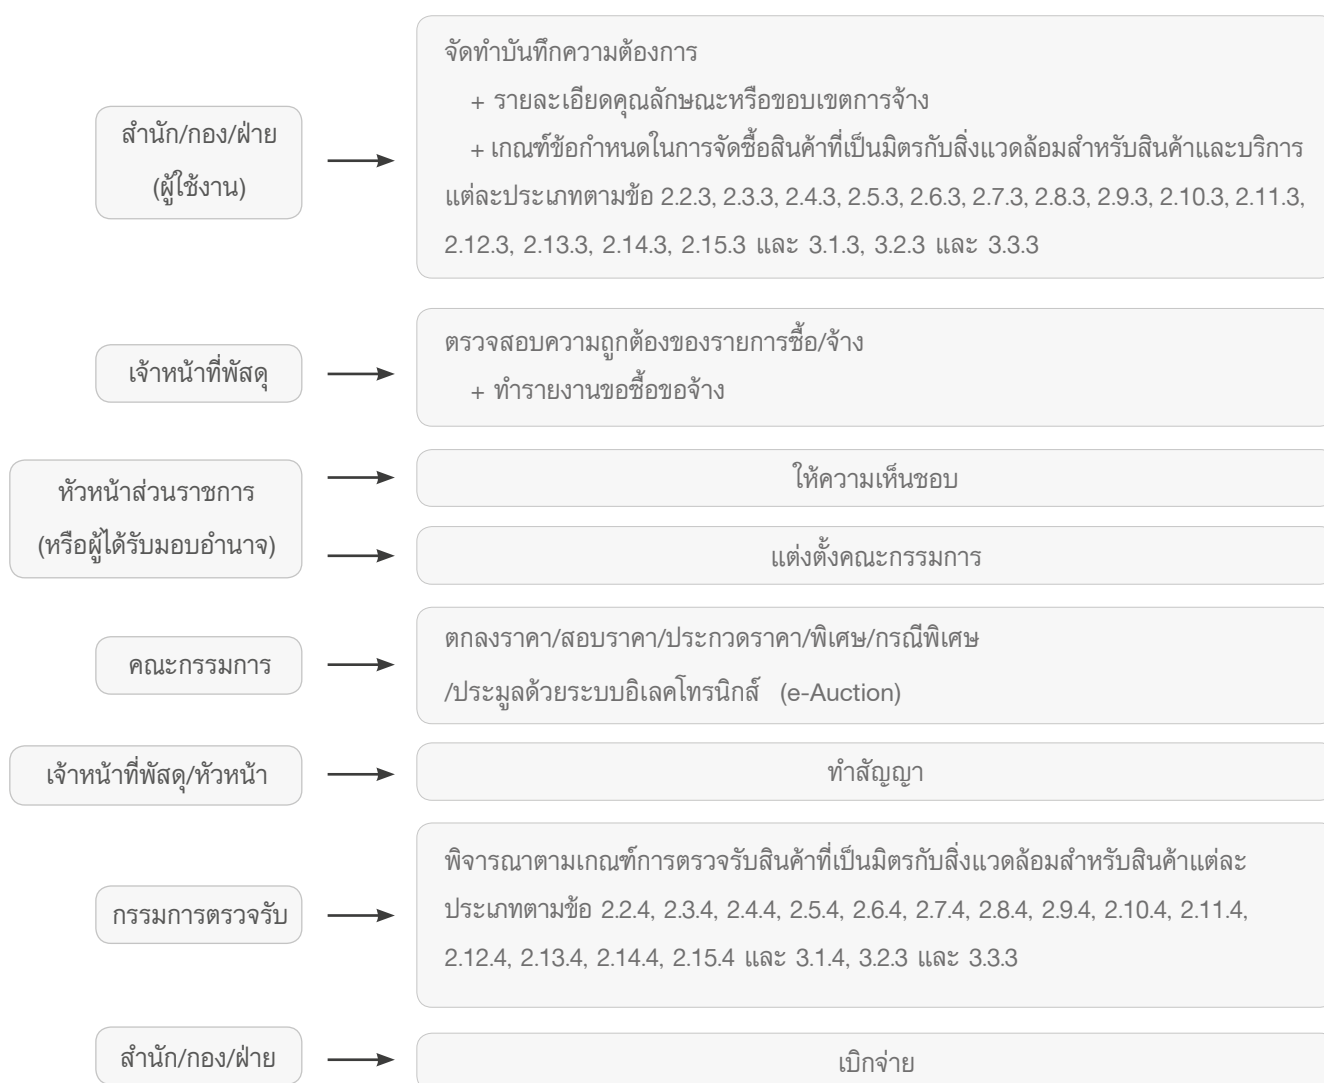 สำนัก/กอง/ฝ่าย
(ผู้ใช้งาน)
จัดทำบันทึกความต้องการ
+ รายละเอียดคุณลักษณะหรือขอบเขตการจ้าง
+ เกณฑ์ข้อกำหนดในการจัดซื้อสินค้าที่เป็นมิตรกับสิ่งแวดล้อมสำหรับสินค้าและบริการ
แต่ละประเภทตามข้อ 2.2.3, 2.3.3, 2.4.3, 2.5.3, 2.6.3, 2.7.3, 2.8.3, 2.9.3, 2.10.3, 2.11.3,
2.12.3, 2.13.3, 2.14.3, 2.15.3 และ 3.1.3, 3.2.3 และ 3.3.3
เจ้าหน้าที่พัสดุ
ตรวจสอบความถูกต้องของรายการซื้อ/จ้าง
+ ทำรายงานขอซื้อขอจ้าง
หัวหน้าส่วนราชการ
(หรือผู้ได้รับมอบอำนาจ)
ให้ความเห็นชอบ
แต่งตั้งคณะกรรมการ
คณะกรรมการ
ตกลงราคา/สอบราคา/ประกวดราคา/พิเศษ/กรณีพิเศษ
/ประมูลด้วยระบบอิเลคโทรนิกส์ (e-Auction)
เจ้าหน้าที่พัสดุ/หัวหน้า
ทำสัญญา
กรรมการตรวจรับ
พิจารณาตามเกณฑ์การตรวจรับสินค้าที่เป็นมิตรกับสิ่งแวดล้อมสำหรับสินค้าแต่ละ
ประเภทตามข้อ 2.2.4, 2.3.4, 2.4.4, 2.5.4, 2.6.4, 2.7.4, 2.8.4, 2.9.4, 2.10.4, 2.11.4,
2.12.4, 2.13.4, 2.14.4, 2.15.4 และ 3.1.4, 3.2.3 และ 3.3.3
สำนัก/กอง/ฝ่าย
เบิกจ่าย